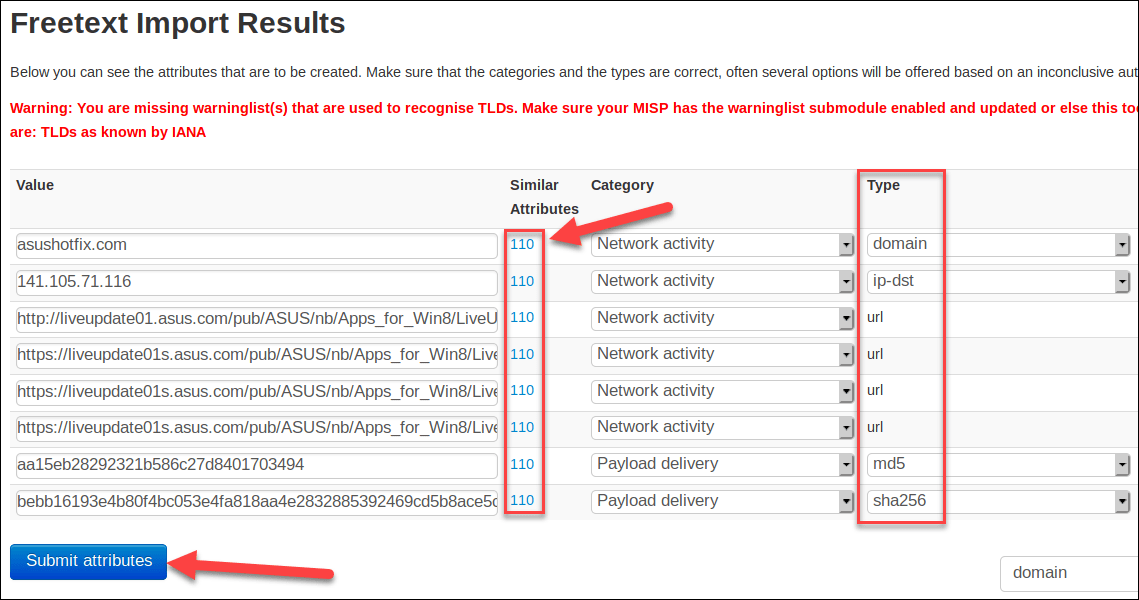 Freetext Import Results
Below you can see the attributes that are to be created. Make sure that the categories and the types are correct, often several options will be offered based on an inconclusive aut
Warning: You are missing warninglist(s) that are used to recognise TLDs. Make sure your MISP has the warninglist submodule enabled and updated or else this too
are: TLDs as known by IANA
Value Similar Attributes Category Type
asushotfix.com 110 Network activity domain
141.105.71.116 110 Network activity ip-dst
http://liveupdate01.asus.com/pub/ASUS/nb/Apps_for_Win8/LiveU 110 Network activity url
https://liveupdate01s.asus.com/pub/ASUS/nb/Apps_for_Win8/Live 110 Network activity url
https://liveupdate01s.asus.com/pub/ASUS/nb/Apps_for_Win8/Live 110 Network activity url
https://liveupdate01s.asus.com/pub/ASUS/nb/Apps_for_Win8/Live 110 Network activity url
aa15eb28292321b586c27d8401703494 110 Payload delivery md5
bebb16193e4b80f4bc053e4fa818aa4e2832885392469cd5b8ace5c 110 Payload delivery sha256
Submit attributes
domain